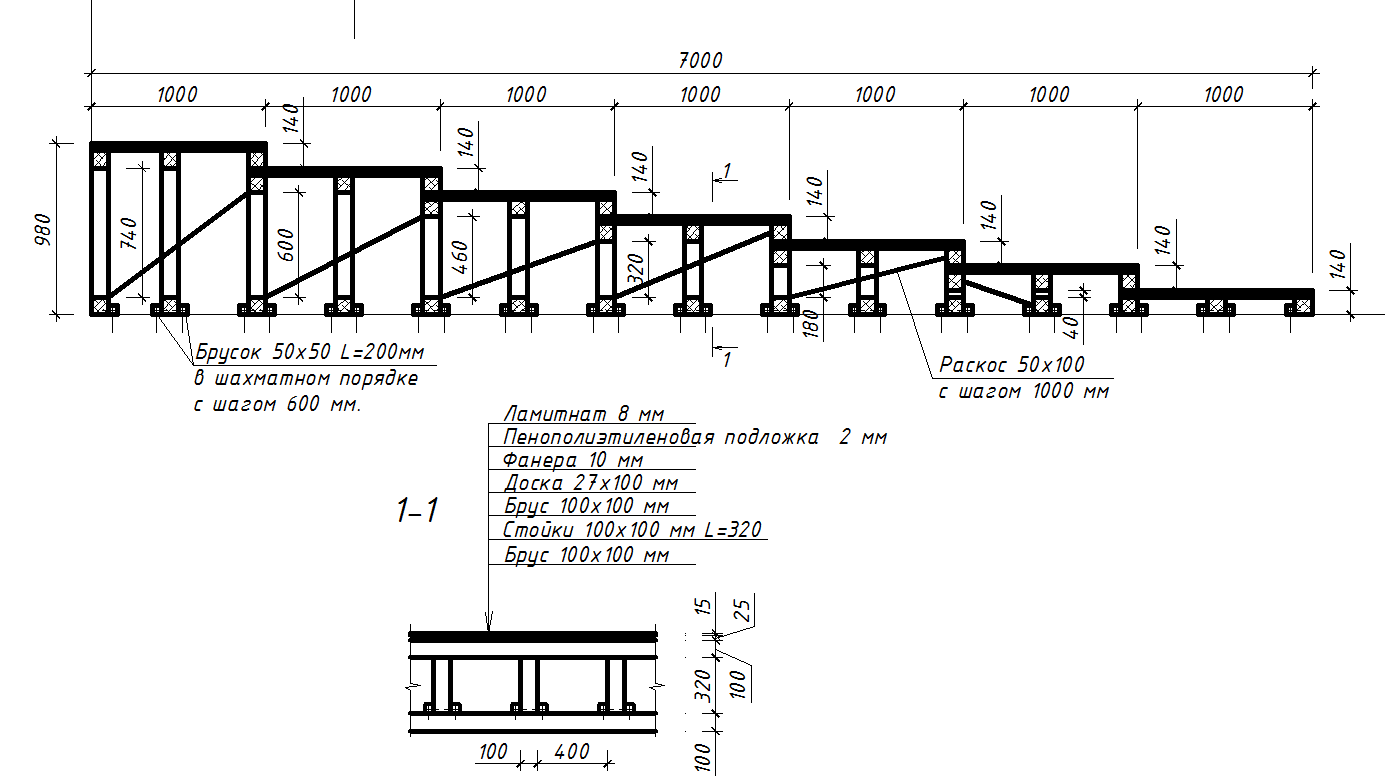 7000
1000 1000 1000 1000 1000 1000 1000
140
140
140
1
140
140
140
140
980
740
600
460
320
180
40
140
1
Брусок 50х50 L=200мм
в шахматном порядке
с шагом 600 мм.
Раскос 50х100
с шагом 1000 мм
Ламитнат 8 мм
Пенополиэтиленовая подложка 2 мм
Фанера 10 мм
Доска 27х100 мм
Брус 100х100 мм
Стойки 100х100 мм L=320
Брус 100х100 мм
1-1
15
25
320
100
100
100 400